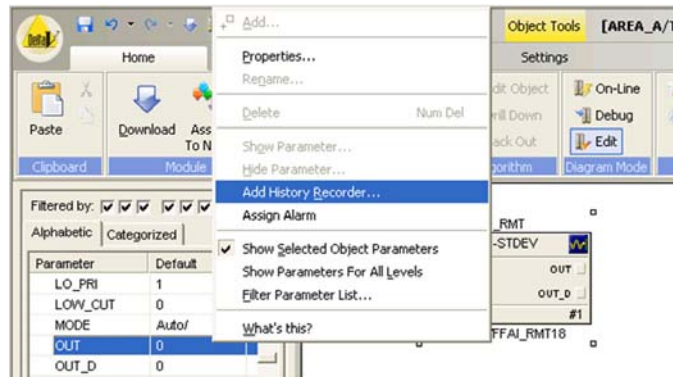 DeltaV
Object Tools
[AREA_A/
Home
Settings
Paste
Download
Ass
To N
Clipboard
Module
Add...
Properties...
Rename...
Delete Num Del
Show Parameter...
Hide Parameter...
Add History Recorder...
Assign Alarm
Show Selected Object Parameters
Show Parameters For All Levels
Filter Parameter List...
What's this?
dit Object
rill Down
ack Out
gorithm
On-Line
Debug
Edit
Diagram Mode
Filtered by:
Alphabetic
Categorized
Parameter Default
LO_PRI 1
LOW_CUT 0
MODE Auto/
OUT 0
OUT_D 0
_RMT
-STDEV
OUT
OUT_D
#1
FFAI_RMT18